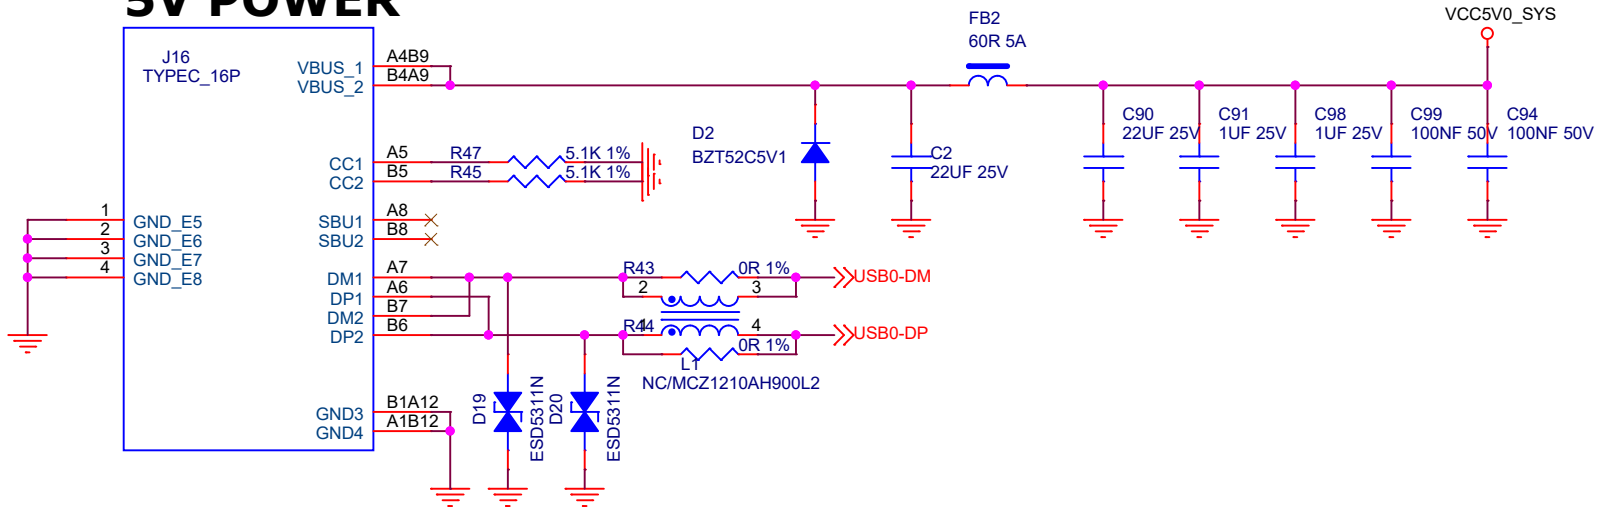 5V POWER
J16
TYPEC_16P
VBUS_1
VBUS_2
A4B9
B4A9
CC1
CC2
A5
B5
R47
5.1K 1%
R45
5.1K 1%
SBU1
SBU2
A8
B8
1
2
3
4
GND_E5
GND_E6
GND_E7
GND_E8
DM1
DP1
DM2
DP2
A7
A6
B7
B6
GND3
GND4
B1A12
A1B12
R43
0R 1%
2
3
R44
1
4
0R 1%
L1
NC/MCZ1210AH900L2
USB0-DM
USB0-DP
D19
ESD5311N
D20
ESD5311N
D2
BZT52C5V1
C2
22UF 25V
FB2
60R 5A
VCC5V0_SYS
C90
22UF 25V
C91
1UF 25V
C98
1UF 25V
C99
100NF 50V
C94
100NF 50V